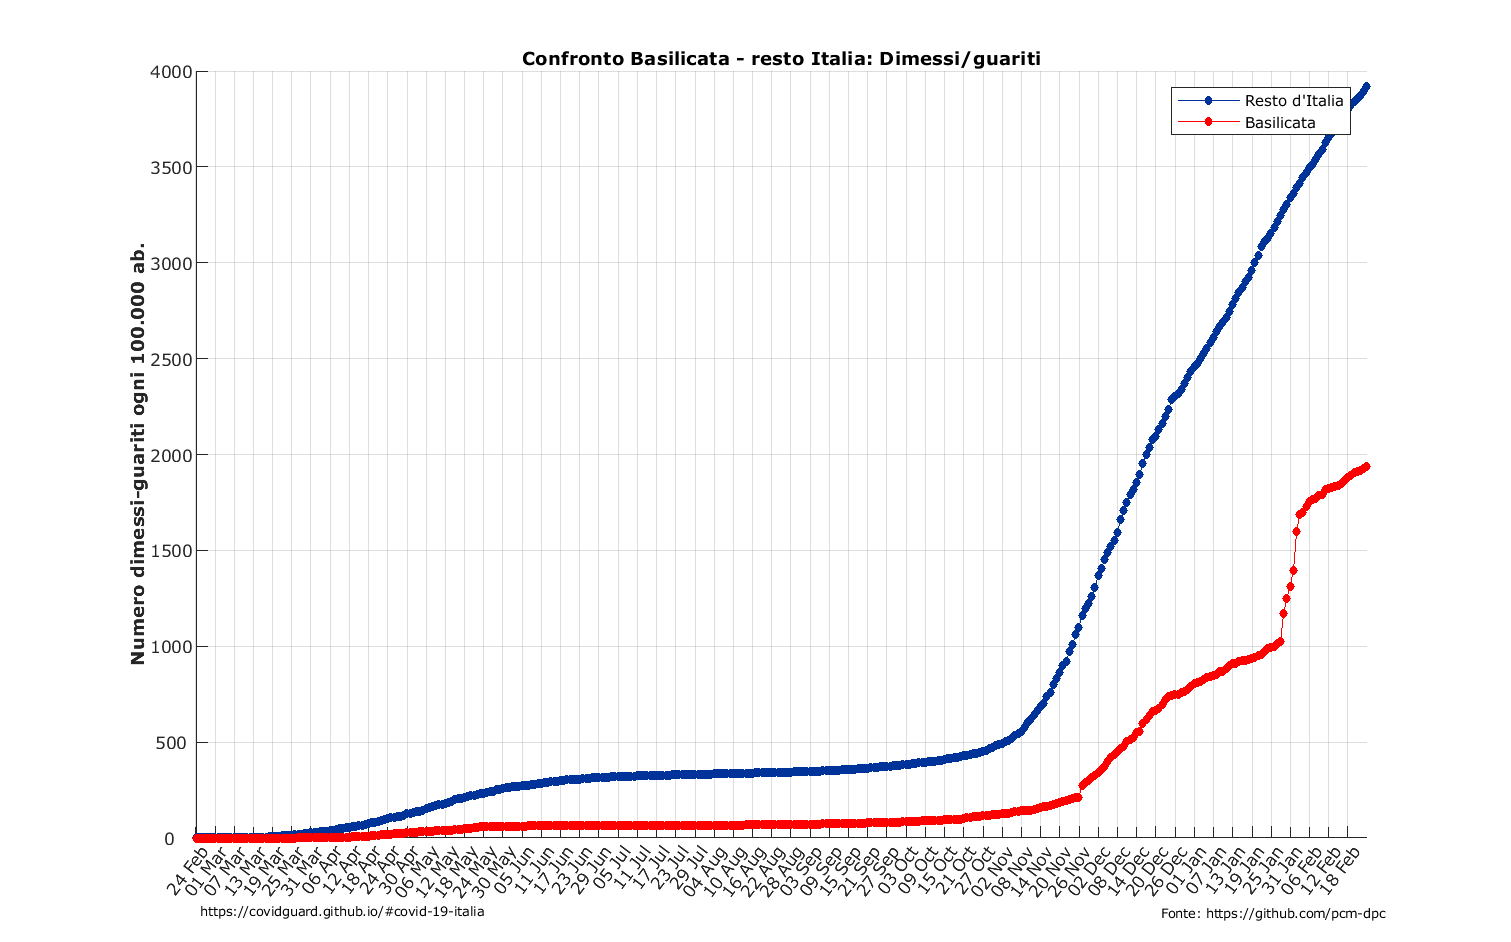 Confronto Basilicata - resto Italia: Dimessi/guariti
Numero dimessi-guariti ogni 100.000 ab.
4000
3500
3000
2500
2000
1500
1000
500
0
Resto d'Italia
Basilicata
24 Feb
01 Mar
07 Mar
13 Mar
19 Mar
25 Mar
31 Mar
06 Apr
12 Apr
18 Apr
24 Apr
30 Apr
06 May
12 May
18 May
24 May
30 May
05 Jun
11 Jun
17 Jun
23 Jun
29 Jun
05 Jul
11 Jul
17 Jul
23 Jul
29 Jul
04 Aug
10 Aug
16 Aug
22 Aug
28 Aug
03 Sep
09 Sep
15 Sep
21 Sep
27 Sep
03 Oct
09 Oct
15 Oct
21 Oct
27 Oct
02 Nov
08 Nov
14 Nov
20 Nov
26 Nov
02 Dec
08 Dec
14 Dec
20 Dec
26 Dec
01 Jan
07 Jan
13 Jan
19 Jan
25 Jan
31 Jan
06 Feb
12 Feb
18 Feb
https://covidguard.github.io/#covid-19-italia
Fonte: https://github.com/pcm-dpc